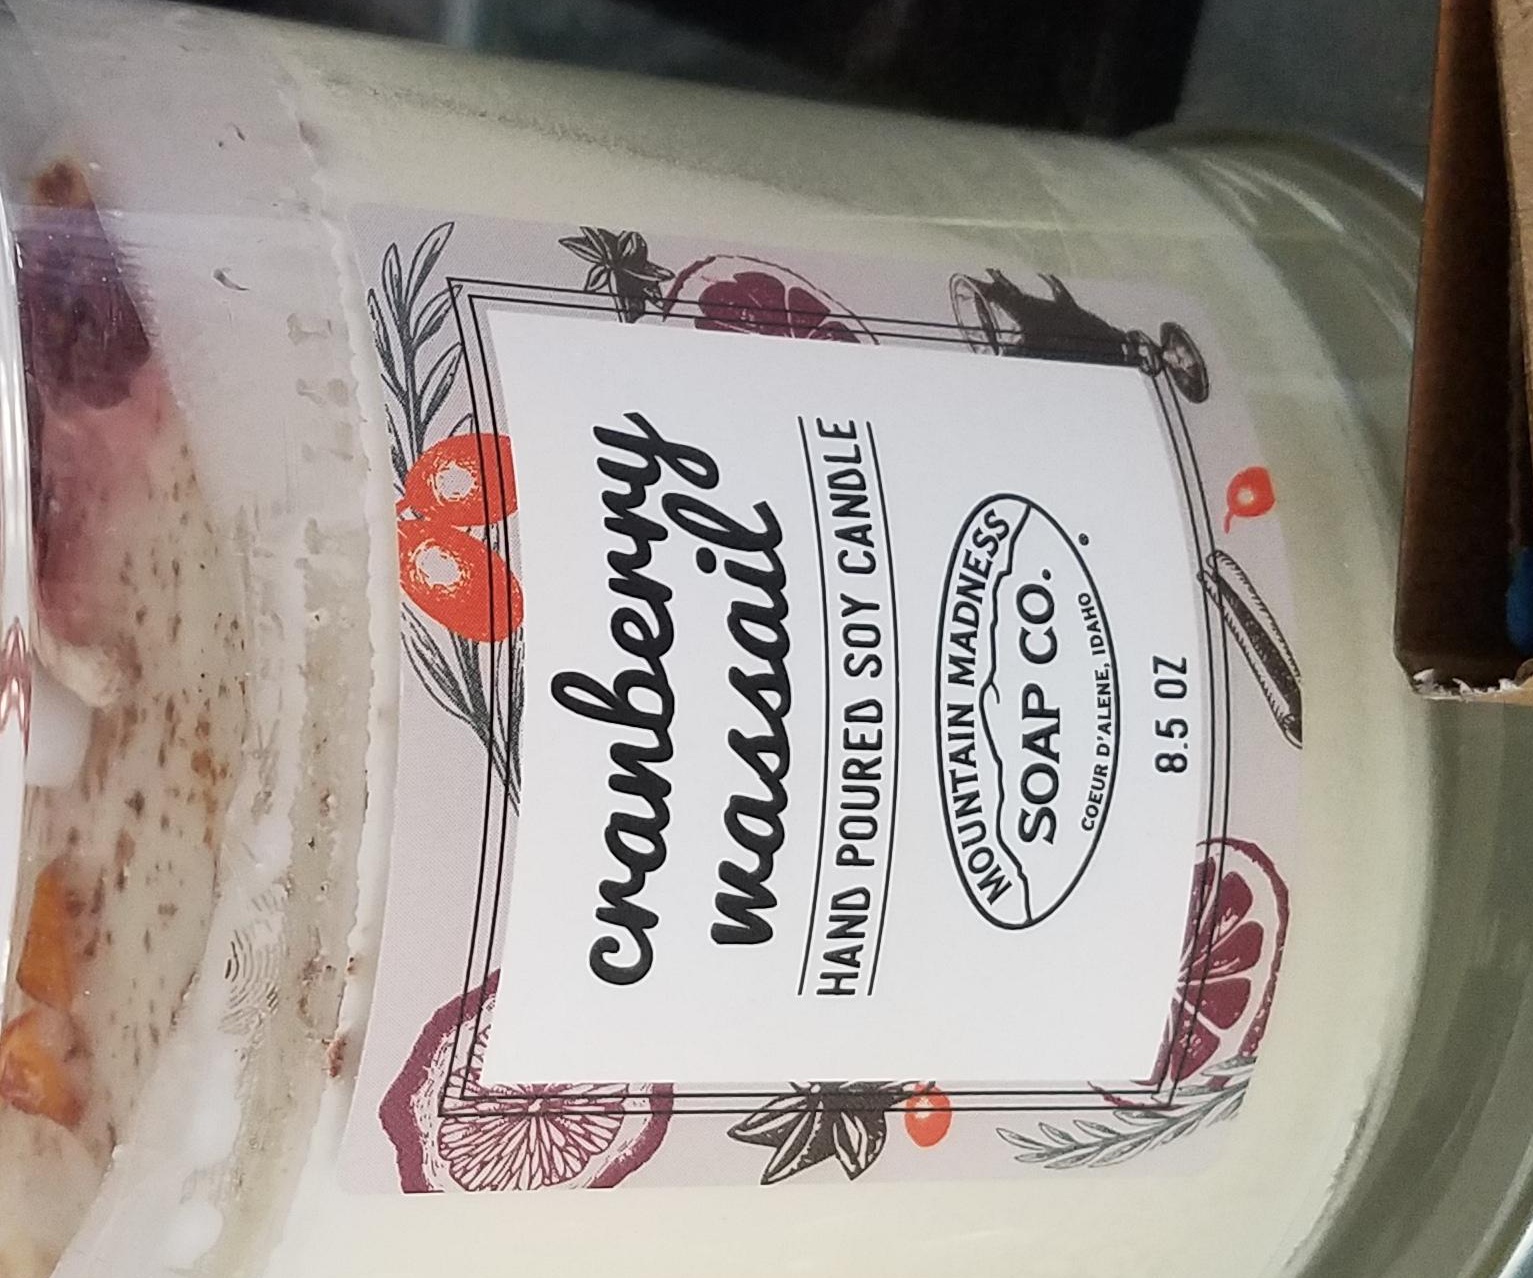 cranberry
wassail
HAND POURED SOY CANDLE
MOUNTAIN MADNESS
SOAP CO.
COEUR D'ALENE, IDAHO
8.5 OZ